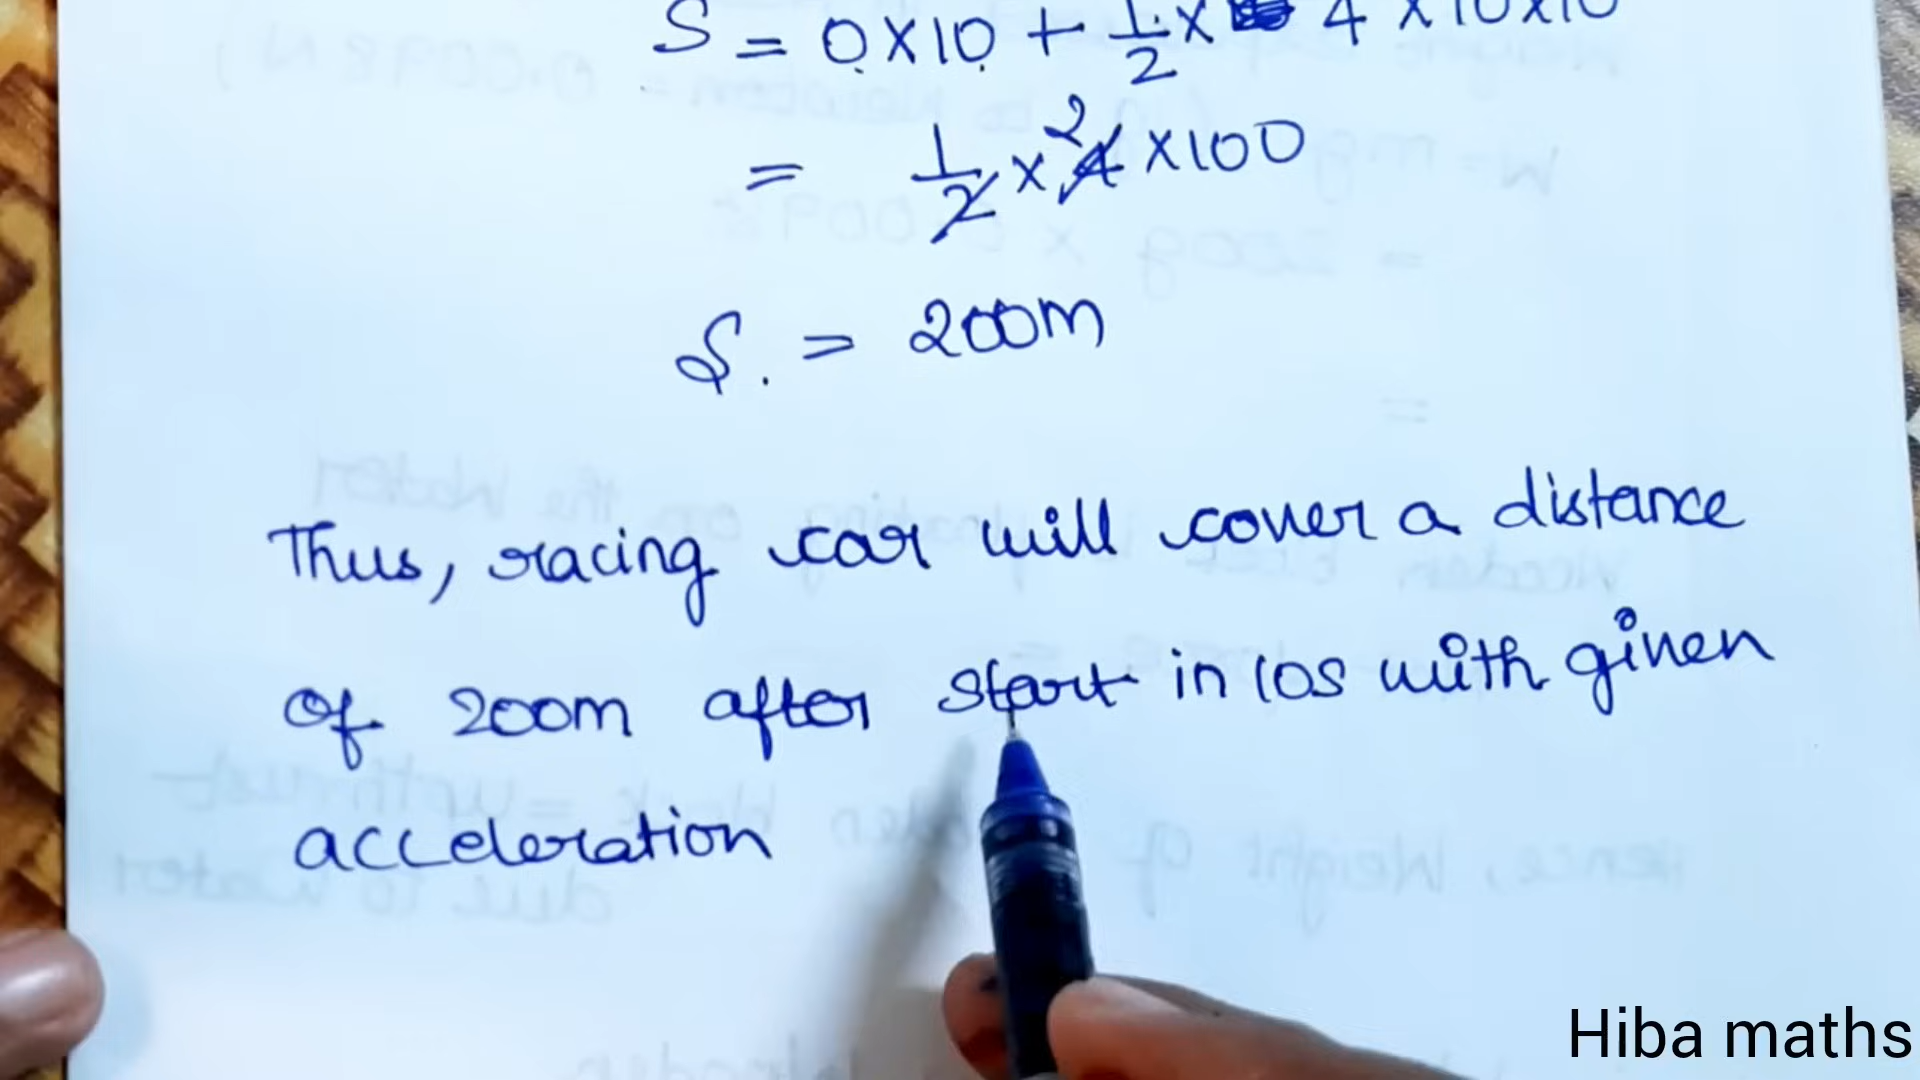 S = 0×10 + 1/2 × 4 ×10×10
= 1/2 × 4 2 ×100
S. = 200m
Thus, racing car will cover a distance
of 200m after start in 10s with given
acceleration
Hiba maths